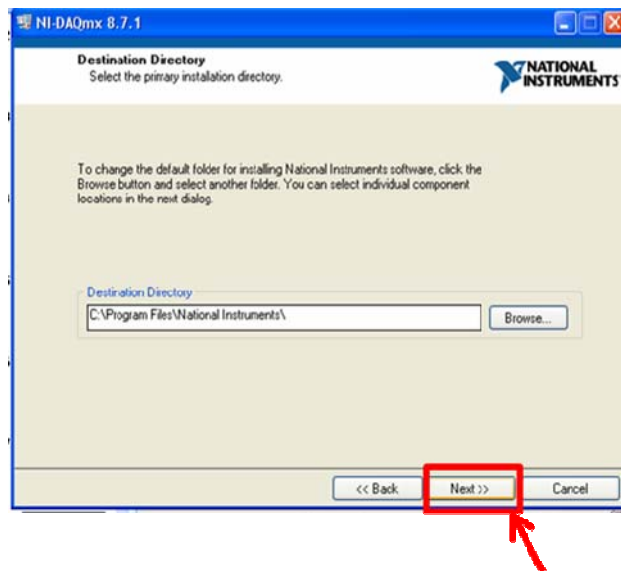 NI-DAQmx 8.7.1
Destination Directory
Select the primary installation directory.
NATIONAL
INSTRUMENTS
To change the default folder for installing National Instruments software, click the
Browse button and select another folder. You can select individual component
locations in the next dialog.
Destination Directory
C:\Program Files\National Instruments\
Browse...
<< Back
Next >>
Cancel